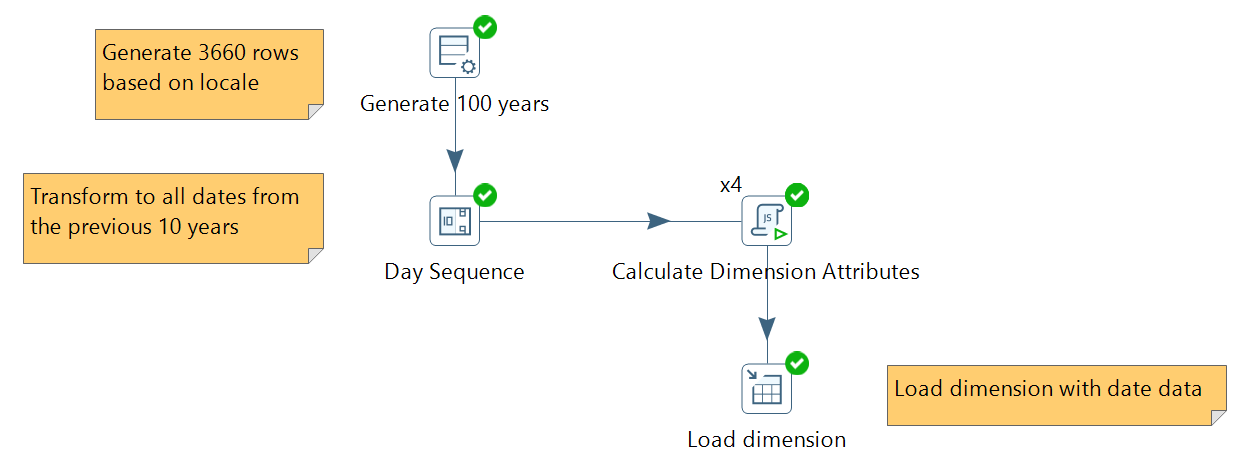 Generate 3660 rows
based on locale
Generate 100 years
Transform to all dates from
the previous 10 years
Day Sequence
x4
JS
Calculate Dimension Attributes
Load dimension
Load dimension with date data